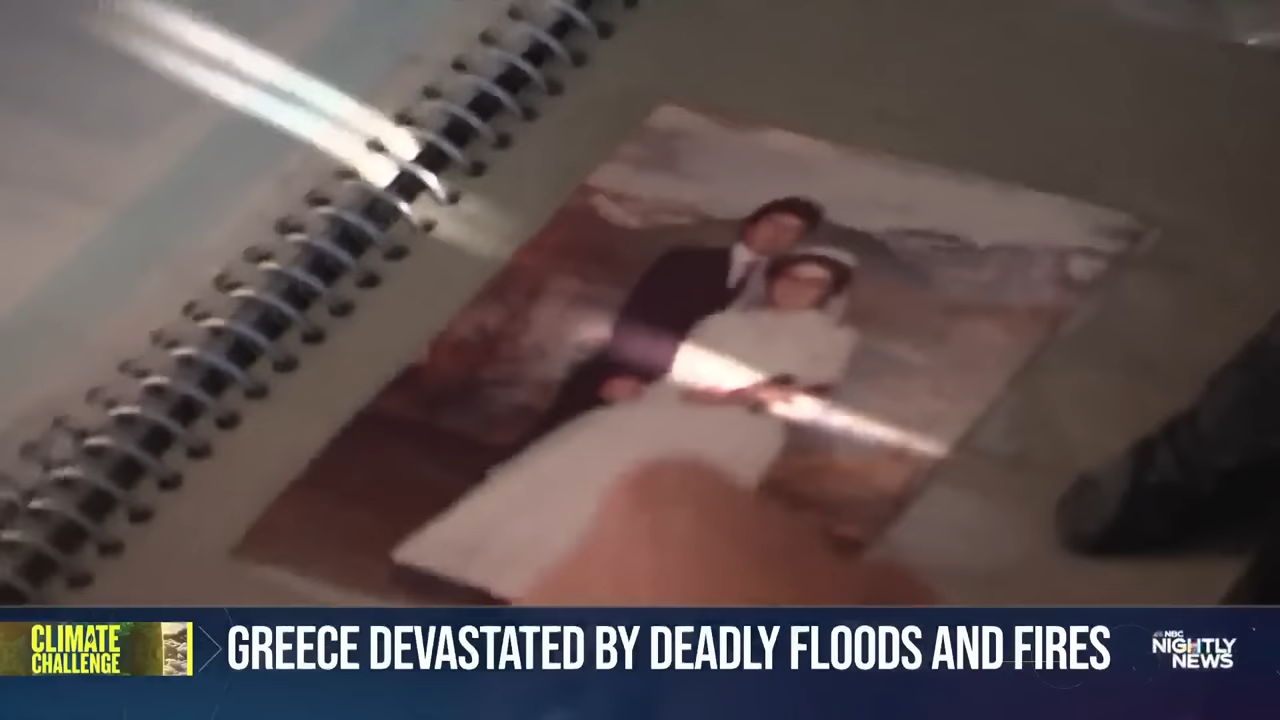 CLIMATE
CHALLENGE
GREECE DEVASTATED BY DEADLY FLOODS AND FIRES
NBC
NIGHTLY
NEWS